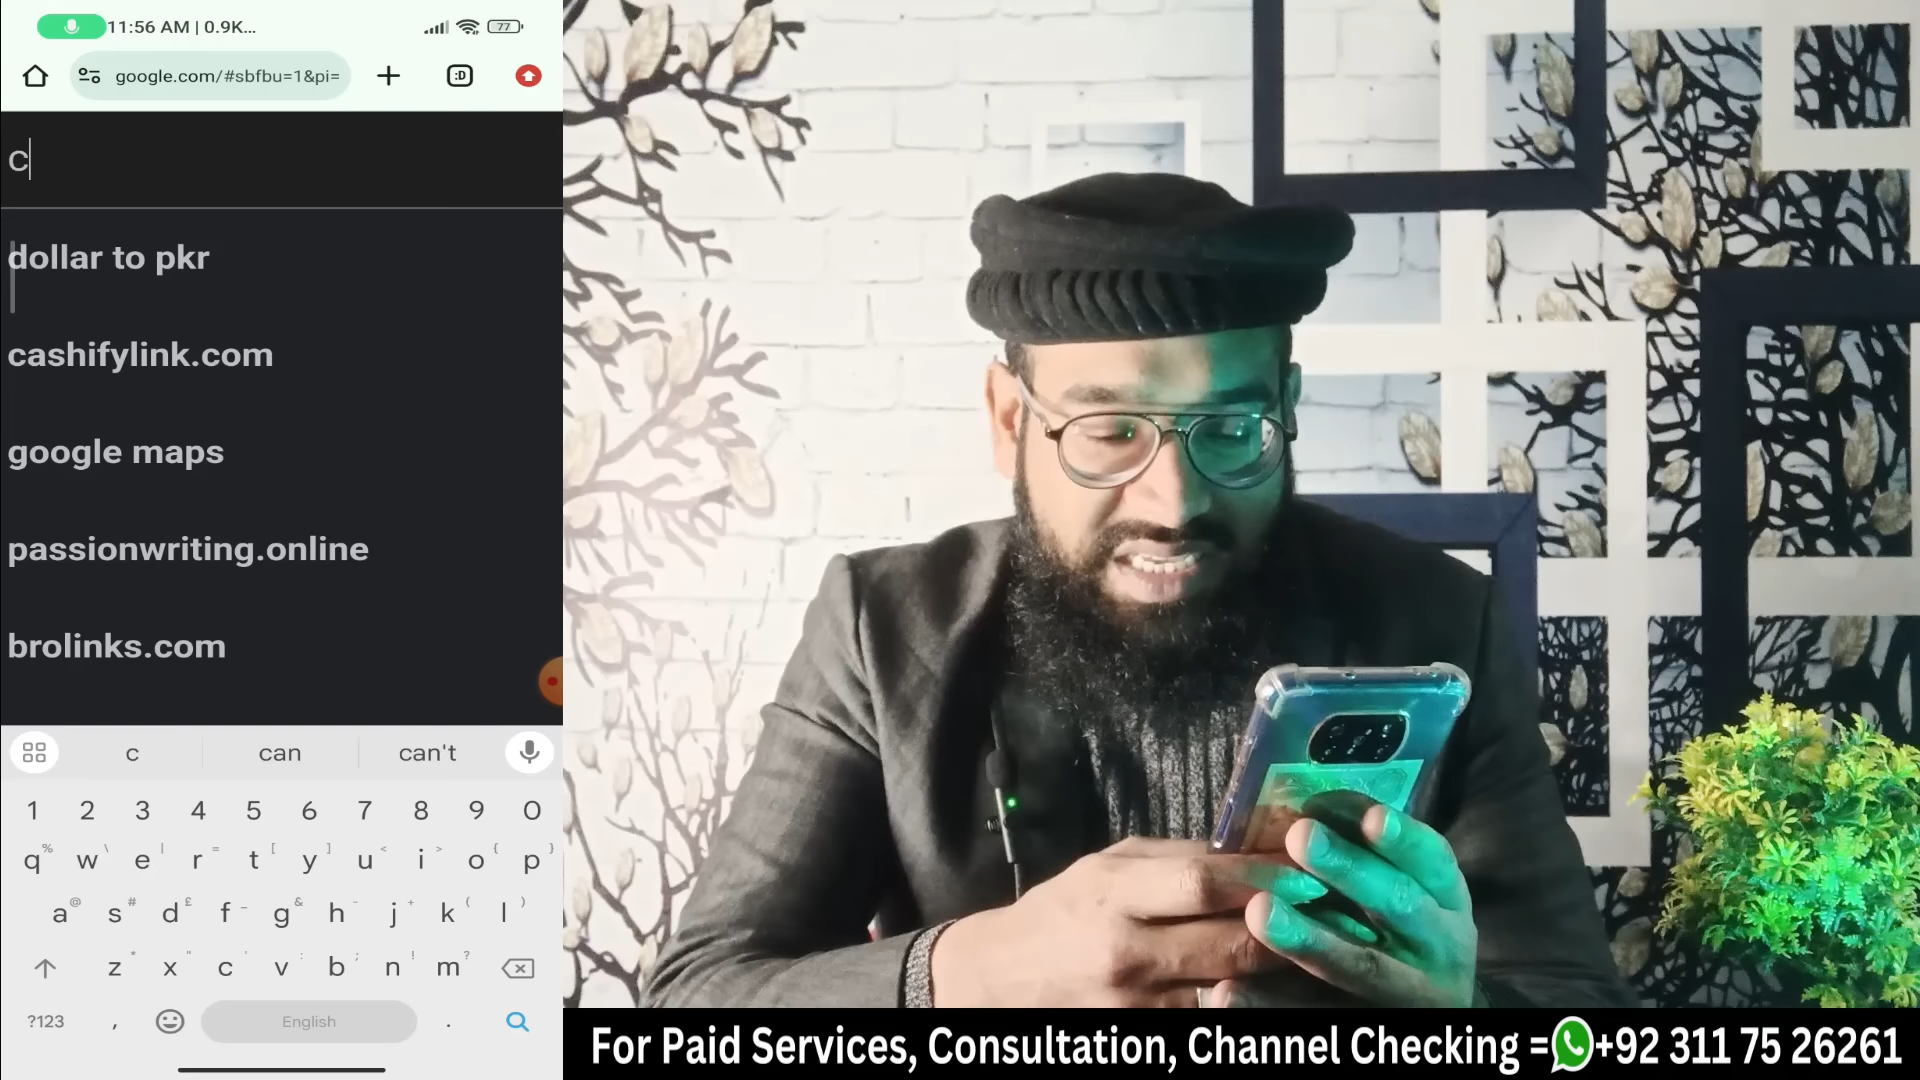 11:56 AM | 0.9K...
77
google.com/#sbfbu=1&pi=
:D
C
dollar to pkr
cashifylink.com
google maps
passionwriting.online
brolinks.com
c can can't
1 2 3 4 5 6 7 8 9 0
q w e r t y u i o p
a s d f g h j k l
z x c v b n m
?123 , English .
For Paid Services, Consultation, Channel Checking = +92 311 75 26261